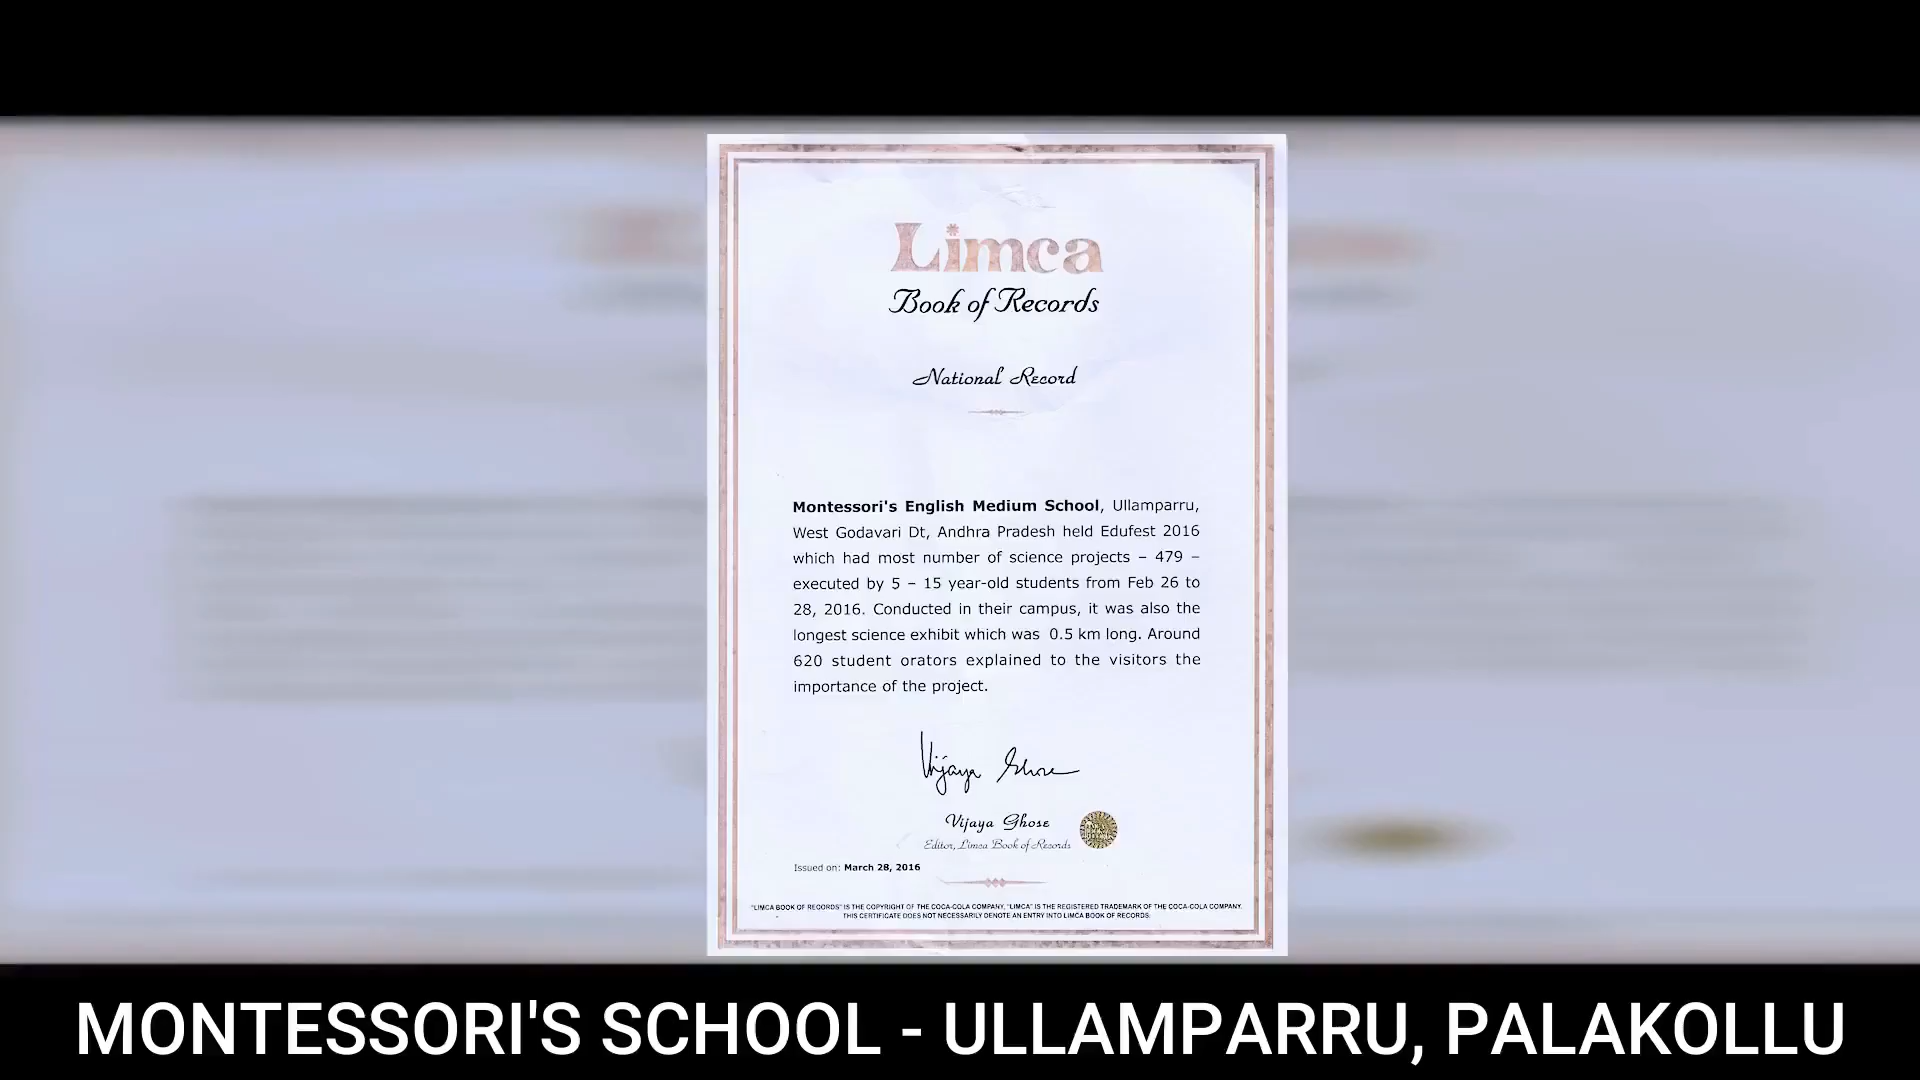 Limca
Book of Records
National Record
Montessori's English Medium School, Ullamparru,
West Godavari Dt, Andhra Pradesh held Edufest 2016
which had most number of science projects – 479 –
executed by 5 – 15 year-old students from Feb 26 to
28, 2016. Conducted in their campus, it was also the
longest science exhibit which was 0.5 km long. Around
620 student orators explained to the visitors the
importance of the project.
Vijaya Ghose
Vijaya Ghose
Editor, Limca Book of Records
Issued on: March 28, 2016
"LIMCA BOOK OF RECORDS" IS THE COPYRIGHT OF THE COCA-COLA COMPANY, "LIMCA" IS THE REGISTERED TRADEMARK OF THE COCA-COLA COMPANY.
THIS CERTIFICATE DOES NOT NECESSARILY DENOTE AN ENTRY INTO LIMCA BOOK OF RECORDS.
MONTESSORI'S SCHOOL - ULLAMPARRU, PALAKOLLU